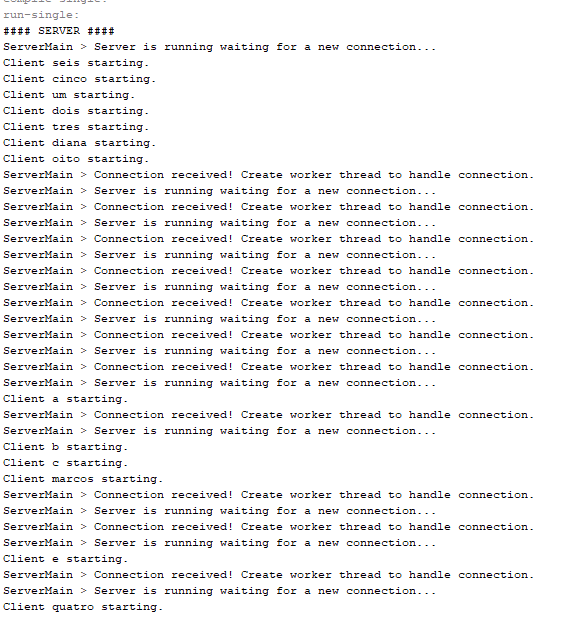 compile-single:
run-single:
#### SERVER ####
ServerMain > Server is running waiting for a new connection...
Client seis starting.
Client cinco starting.
Client um starting.
Client dois starting.
Client tres starting.
Client diana starting.
Client oito starting.
ServerMain > Connection received! Create worker thread to handle connection.
ServerMain > Server is running waiting for a new connection...
ServerMain > Connection received! Create worker thread to handle connection.
ServerMain > Server is running waiting for a new connection...
ServerMain > Connection received! Create worker thread to handle connection.
ServerMain > Server is running waiting for a new connection...
ServerMain > Connection received! Create worker thread to handle connection.
ServerMain > Server is running waiting for a new connection...
ServerMain > Connection received! Create worker thread to handle connection.
ServerMain > Server is running waiting for a new connection...
ServerMain > Connection received! Create worker thread to handle connection.
ServerMain > Server is running waiting for a new connection...
ServerMain > Connection received! Create worker thread to handle connection.
ServerMain > Server is running waiting for a new connection...
Client a starting.
ServerMain > Connection received! Create worker thread to handle connection.
ServerMain > Server is running waiting for a new connection...
Client b starting.
Client c starting.
Client marcos starting.
ServerMain > Connection received! Create worker thread to handle connection.
ServerMain > Server is running waiting for a new connection...
ServerMain > Connection received! Create worker thread to handle connection.
ServerMain > Server is running waiting for a new connection...
Client e starting.
ServerMain > Connection received! Create worker thread to handle connection.
ServerMain > Server is running waiting for a new connection...
Client quatro starting.